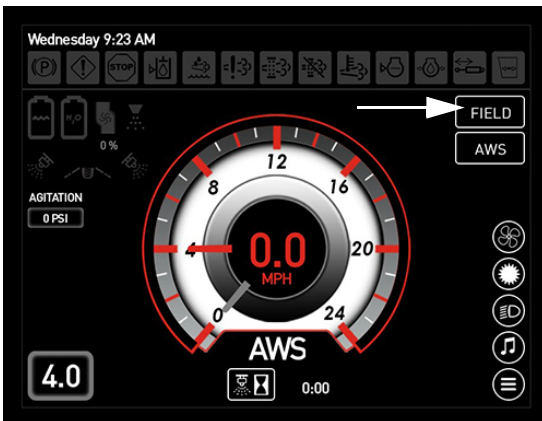 Wednesday 9:23 AM
(P)
STOP
H₂O
0 %
FIELD
AWS
AGITATION
0 PSI
0
4
8
12
16
20
24
0.0
MPH
AWS
4.0
0:00